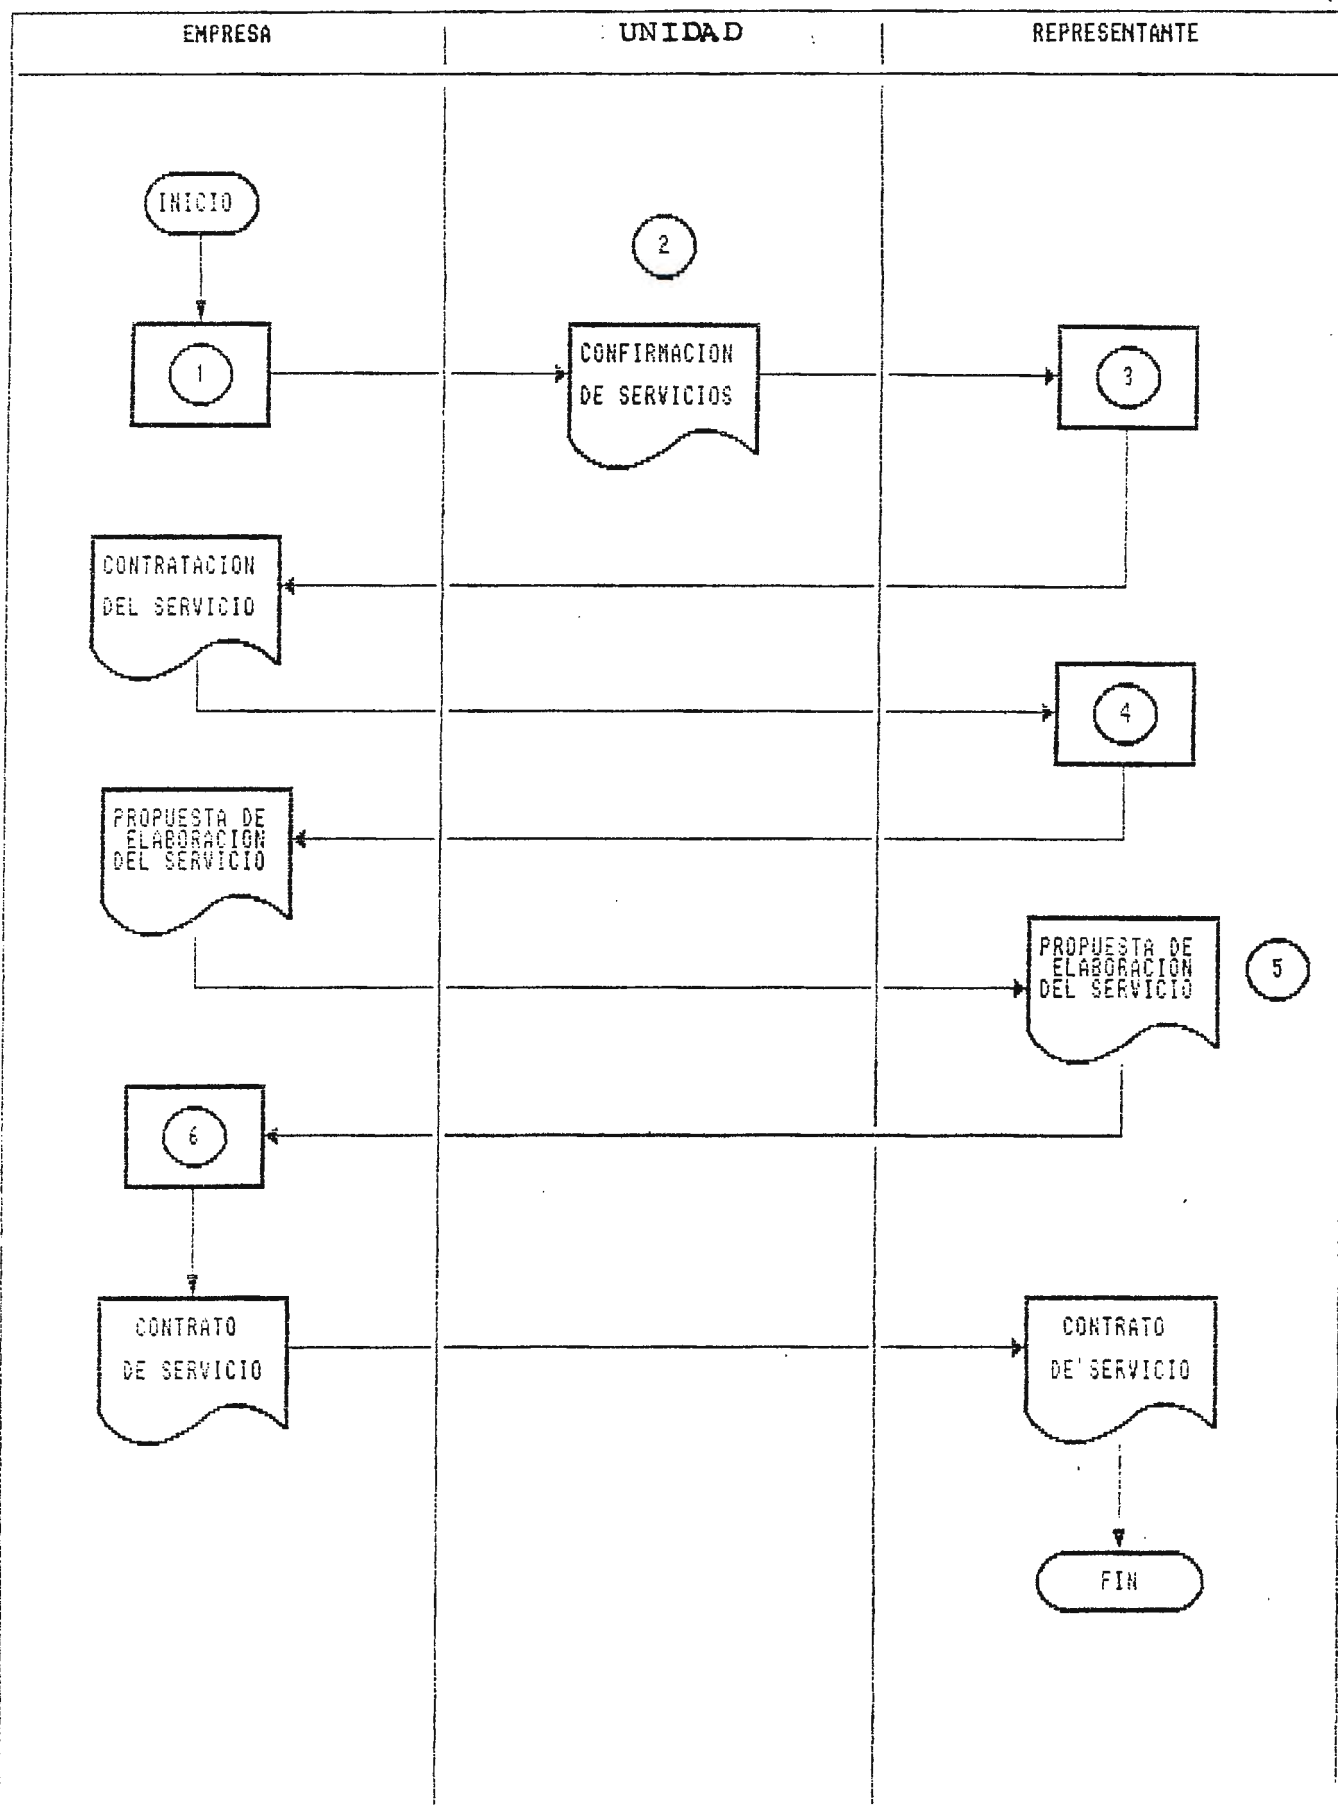 EMPRESA
UNIDAD
REPRESENTANTE
INICIO
2
1
CONFIRMACION
DE SERVICIOS
3
CONTRATACION
DEL SERVICIO
4
PROPUESTA DE
ELABORACION
DEL SERVICIO
PROPUESTA DE
ELABORACION
DEL SERVICIO
5
6
CONTRATO
DE SERVICIO
CONTRATO
DE SERVICIO
FIN